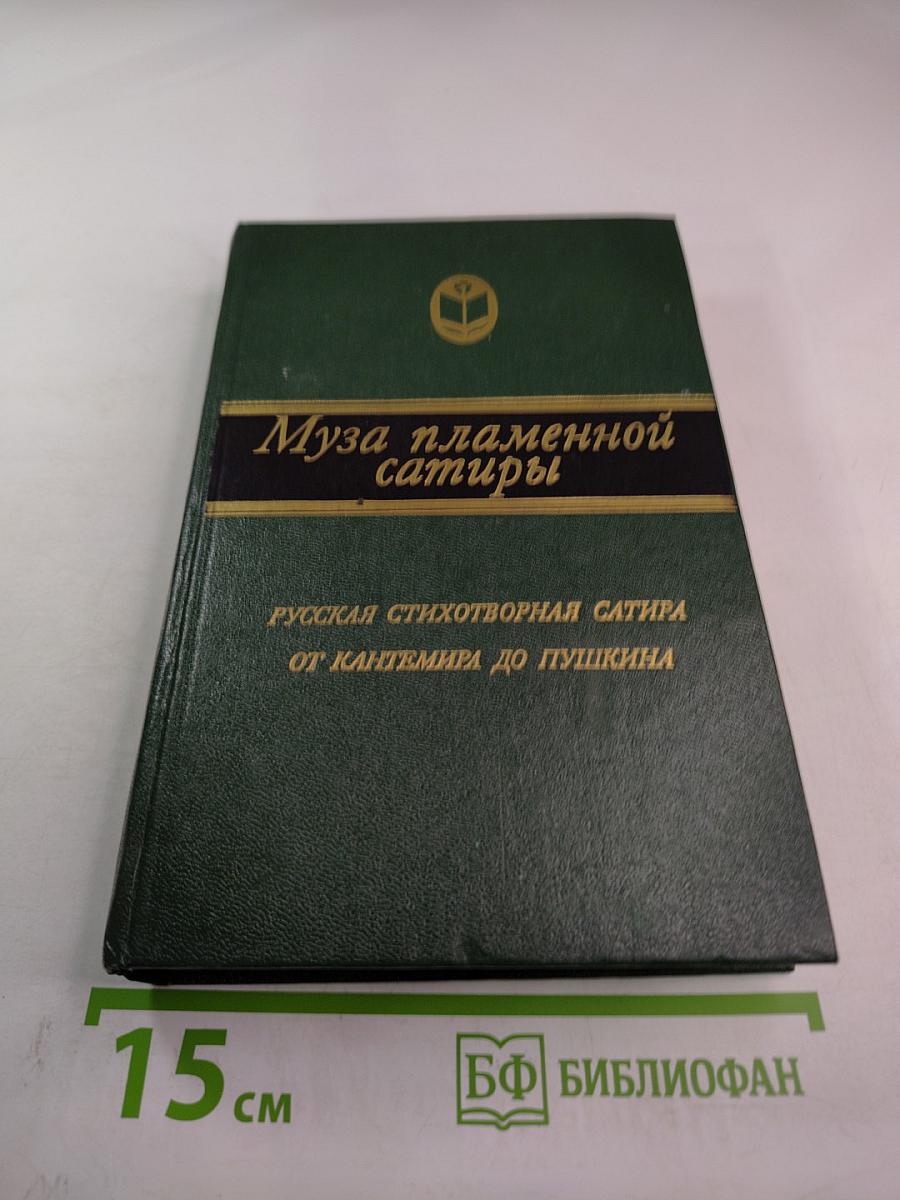 Муза пламенной
сатиры
РУССКАЯ СТИХОТВОРНАЯ САТИРА
ОТ КАНТЕМИРА ДО ПУШКИНА
15 см
БФ БИБЛИОФАН